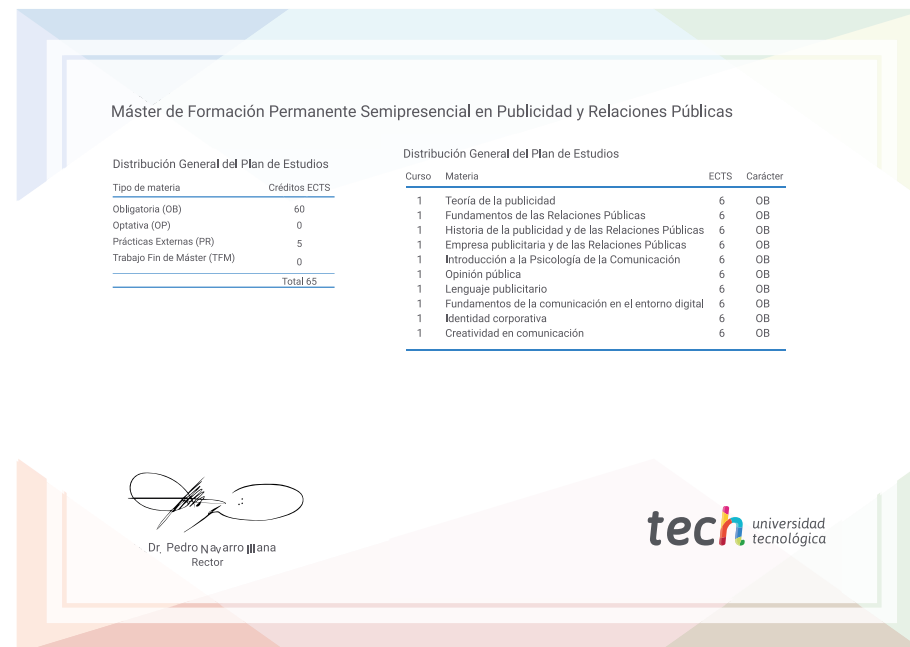 Máster de Formación Permanente Semipresencial en Publicidad y Relaciones Públicas
Distribución General del Plan de Estudios
Tipo de materia Créditos ECTS
Obligatoria (OB) 60
Optativa (OP) 0
Prácticas Externas (PR) 5
Trabajo Fin de Máster (TFM) 0
Total 65
Distribución General del Plan de Estudios
Curso Materia ECTS Carácter
1 Teoría de la publicidad 6 OB
1 Fundamentos de las Relaciones Públicas 6 OB
1 Historia de la publicidad y de las Relaciones Públicas 6 OB
1 Empresa publicitaria y de las Relaciones Públicas 6 OB
1 Introducción a la Psicología de la Comunicación 6 OB
1 Opinión pública 6 OB
1 Lenguaje publicitario 6 OB
1 Fundamentos de la comunicación en el entorno digital 6 OB
1 Identidad corporativa 6 OB
1 Creatividad en comunicación 6 OB
Dr. Pedro Navarro Illana
Rector
tech universidad
tecnológica